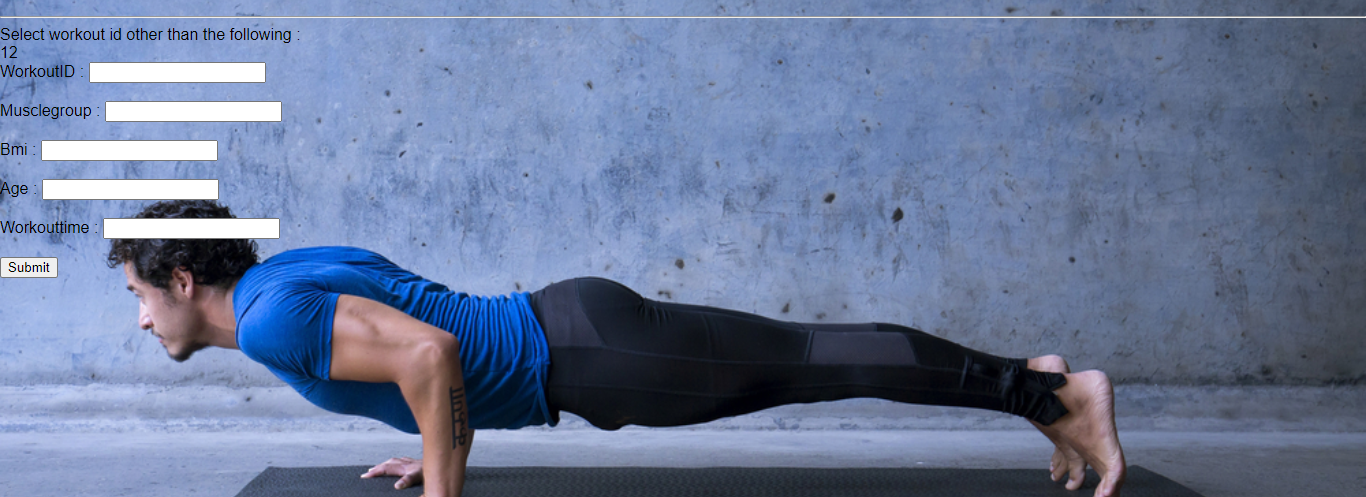 Select workout id other than the following :
12
WorkoutID :
Musclegroup :
Bmi :
Age :
Workouttime :
Submit